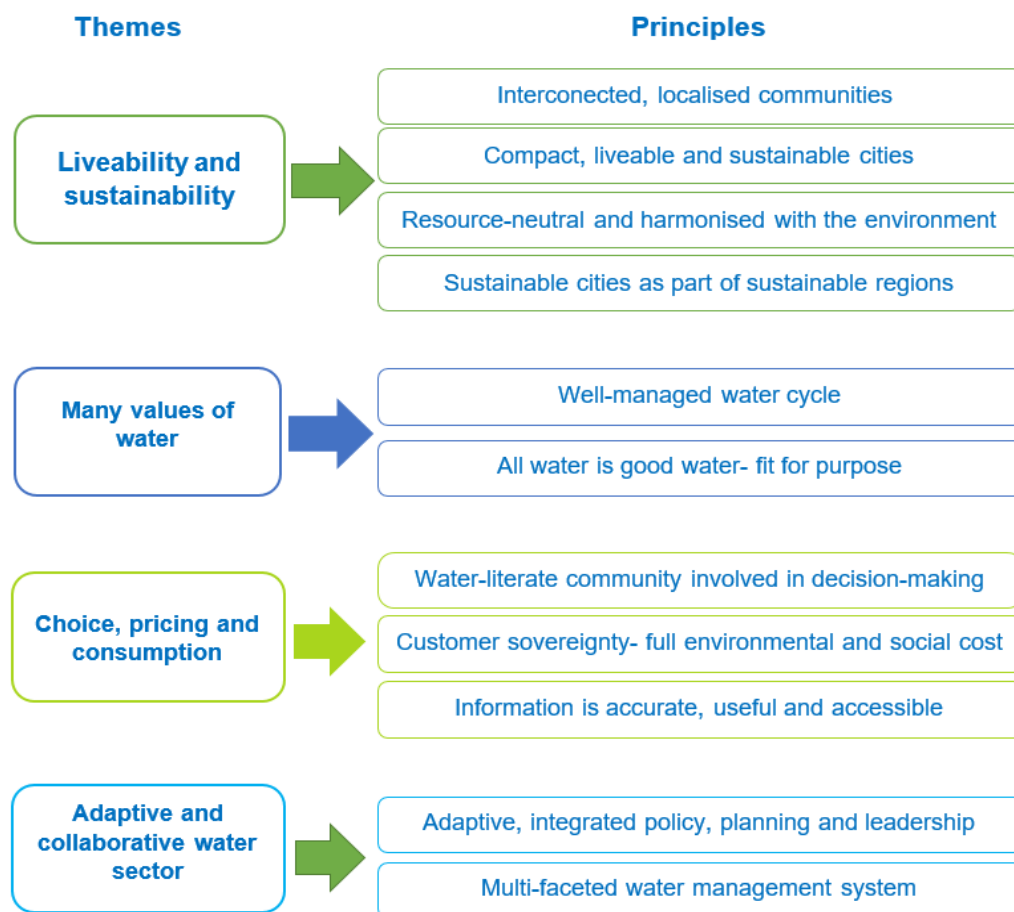 Themes
Principles
Liveability and
sustainability
Interconected, localised communities
Compact, liveable and sustainable cities
Resource-neutral and harmonised with the environment
Sustainable cities as part of sustainable regions
Many values of
water
Well-managed water cycle
All water is good water- fit for purpose
Choice, pricing and
consumption
Water-literate community involved in decision-making
Customer sovereignty- full environmental and social cost
Information is accurate, useful and accessible
Adaptive and
collaborative water
sector
Adaptive, integrated policy, planning and leadership
Multi-faceted water management system